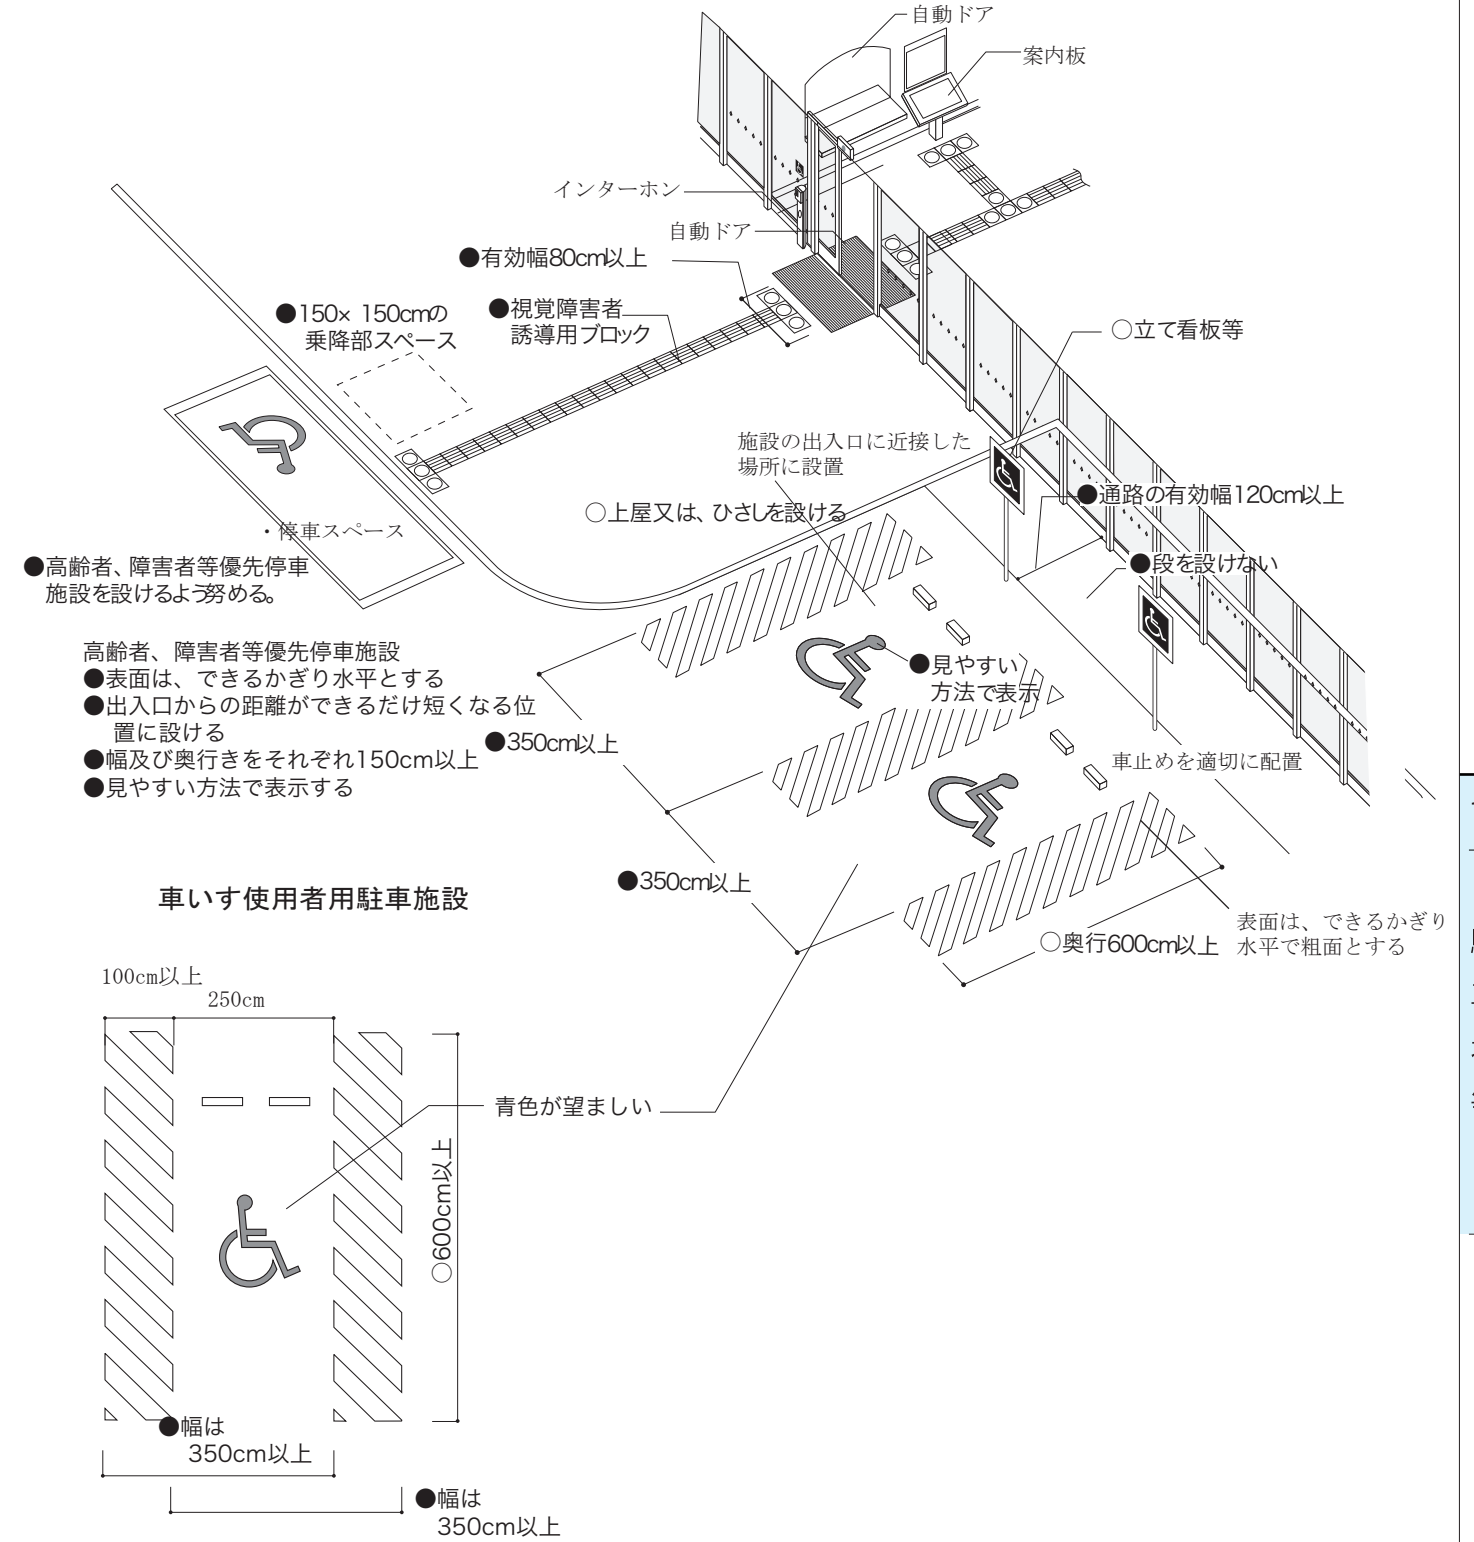 自動ドア
案内板
インターホン
自動ドア
●有効幅80cm以上
●150×150cmの
乗降部スペース
●視覚障害者
誘導用ブロック
○立て看板等
施設の出入口に近接した
場所に設置
●通路の有効幅120cm以上
○上屋又は、ひさしを設ける
・停車スペース
●段を設けない
●高齢者、障害者等優先停車
施設を設けるよう努める。
高齢者、障害者等優先停車施設
●表面は、できるかぎり水平とする
●出入口からの距離ができるだけ短くなる位
置に設ける
●幅及び奥行きをそれぞれ150cm以上
●見やすい方法で表示する
●見やすい
方法で表示
●350cm以上
車止めを適切に配置
●350cm以上
車いす使用者用駐車施設
表面は、できるかぎり
水平で粗面とする
○奥行600cm以上
100cm以上
250cm
青色が望ましい
○600cm以上
●幅は
350cm以上
●幅は
350cm以上